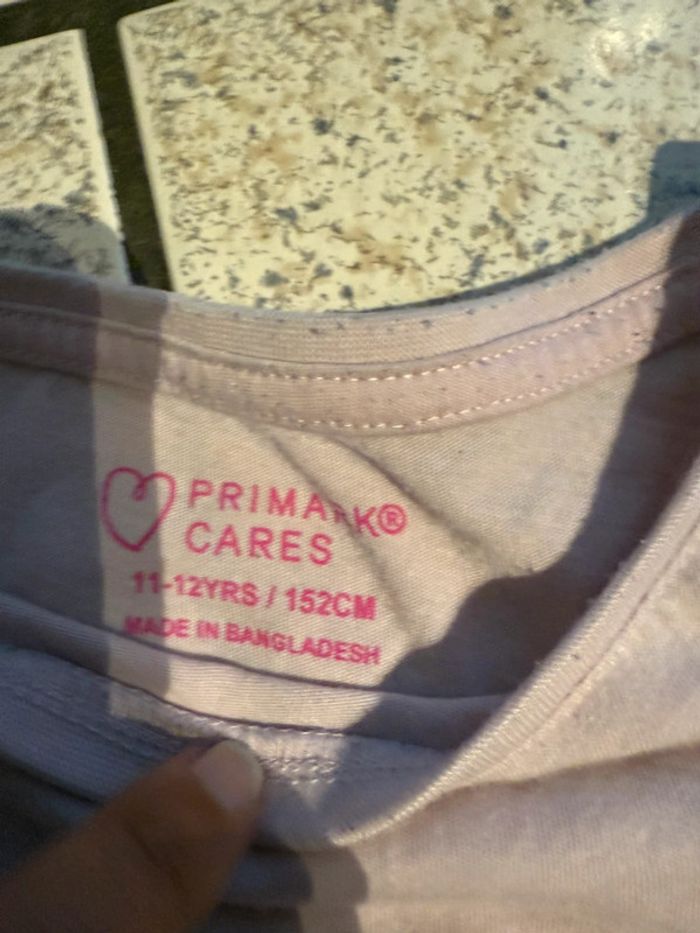 PRIMARK®
CARES
11-12YRS / 152CM
MADE IN BANGLADESH